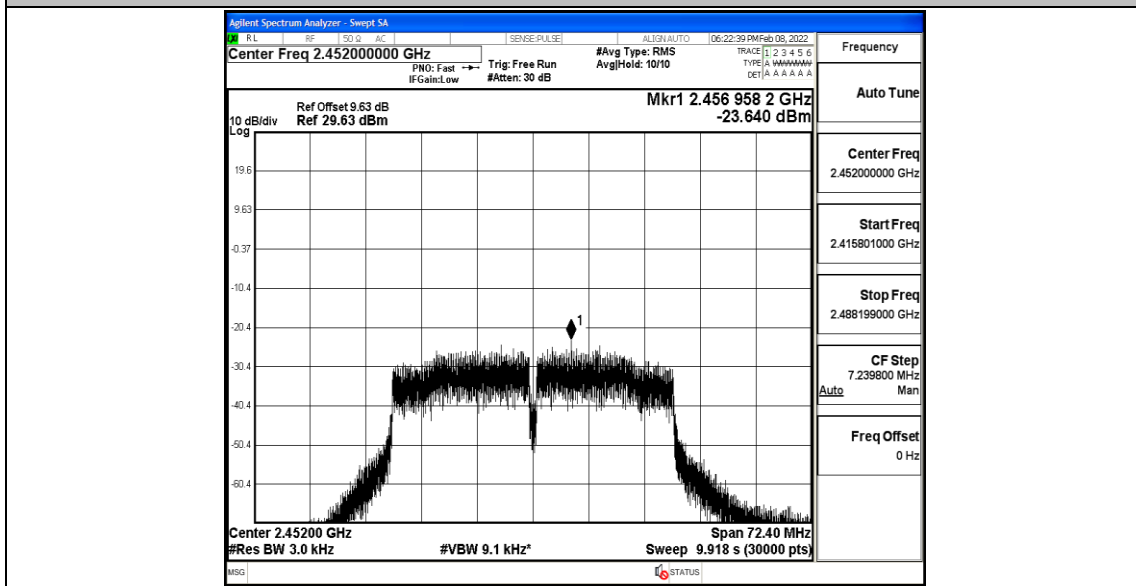 Agilent Spectrum Analyzer - Swept SA
RL RF 50 Ω AC SENSE:PULSE ALIGN AUTO 06:22:39 PM Feb 08, 2022
Center Freq 2.452000000 GHz
PNO: Fast
IFGain:Low
Trig: Free Run
#Atten: 30 dB
#Avg Type: RMS
Avg|Hold: 10/10
TRACE 1 2 3 4 5 6
TYPE A WWWWW
DET A A A A A A
Ref Offset 9.63 dB
10 dB/div Ref 29.63 dBm
Log
Mkr1 2.456 958 2 GHz
-23.640 dBm
19.6
9.63
-0.37
-10.4
-20.4
-30.4
-40.4
-50.4
-60.4
1
Center 2.45200 GHz
Span 72.40 MHz
#Res BW 3.0 kHz
#VBW 9.1 kHz*
Sweep 9.918 s (30000 pts)
MSG
STATUS
Frequency
Auto Tune
Center Freq
2.452000000 GHz
Start Freq
2.415801000 GHz
Stop Freq
2.488199000 GHz
CF Step
7.239800 MHz
Auto Man
Freq Offset
0 Hz